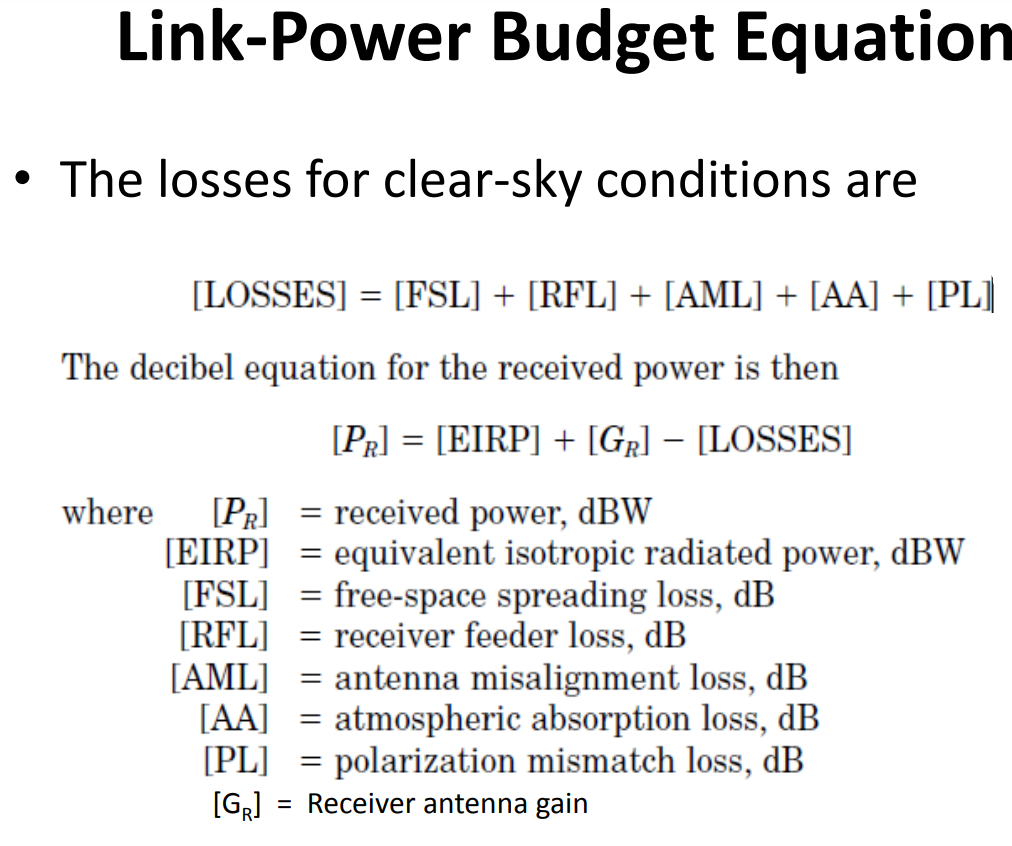 Link-Power Budget Equation
• The losses for clear-sky conditions are
[LOSSES] = [FSL] + [RFL] + [AML] + [AA] + [PL]
The decibel equation for the received power is then
[P_R] = [EIRP] + [G_R] − [LOSSES]
where [P_R] = received power, dBW
[EIRP] = equivalent isotropic radiated power, dBW
[FSL] = free-space spreading loss, dB
[RFL] = receiver feeder loss, dB
[AML] = antenna misalignment loss, dB
[AA] = atmospheric absorption loss, dB
[PL] = polarization mismatch loss, dB
[G_R] = Receiver antenna gain